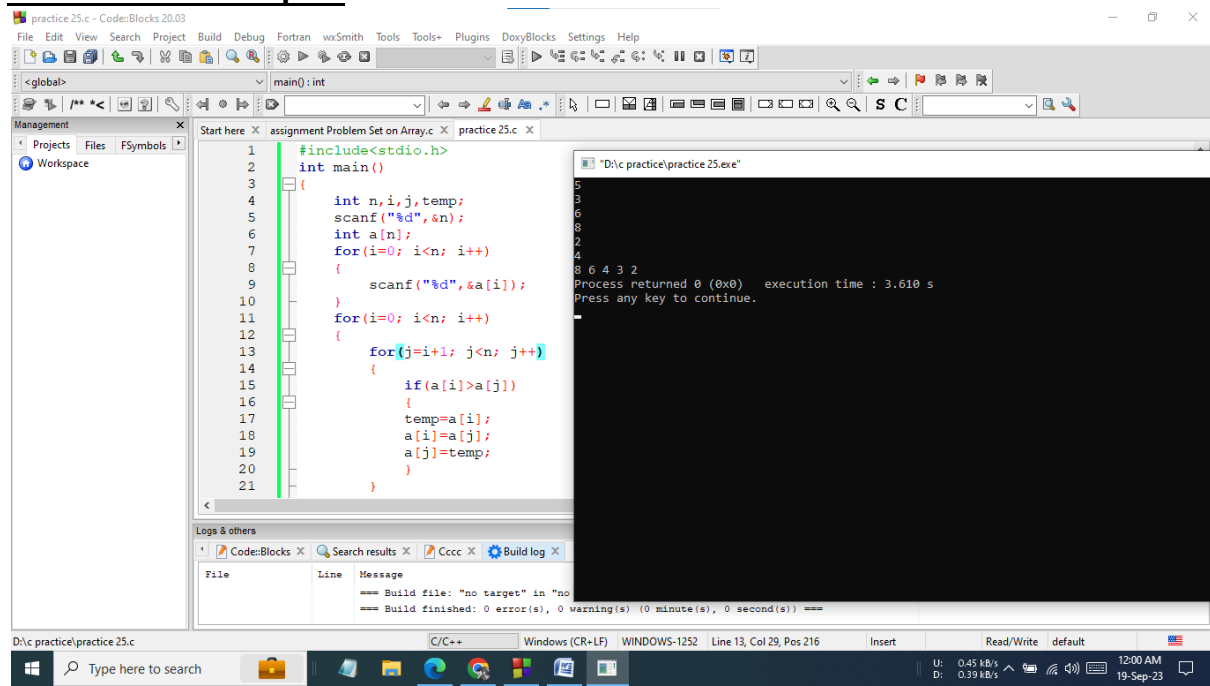 practice 25.c - Code::Blocks 20.03
File Edit View Search Project Build Debug Fortran wxSmith Tools Tools+ Plugins DoxyBlocks Settings Help
<global>
main() : int
/** *<
S C
Management
Projects Files FSymbols
Workspace
Start here assignment Problem Set on Array.c practice 25.c
1 #include<stdio.h>
2 int main()
3 {
4 int n,i,j,temp;
5 scanf("%d",&n);
6 int a[n];
7 for(i=0; i<n; i++)
8 {
9 scanf("%d",&a[i]);
10 }
11 for(i=0; i<n; i++)
12 {
13 for(j=i+1; j<n; j++)
14 {
15 if(a[i]>a[j])
16 {
17 temp=a[i];
18 a[i]=a[j];
19 a[j]=temp;
20 }
21 }
"D:\c practice\practice 25.exe"
5
3
6
8
2
4
8 6 4 3 2
Process returned 0 (0x0) execution time : 3.610 s
Press any key to continue.
Logs & others
Code::Blocks Search results Cccc Build log
File Line Message
=== Build file: "no target" in "no
=== Build finished: 0 error(s), 0 warning(s) (0 minute(s), 0 second(s)) ===
D:\c practice\practice 25.c C/C++ Windows (CR+LF) WINDOWS-1252 Line 13, Col 29, Pos 216 Insert Read/Write default
Type here to search
U: 0.45 kB/s
D: 0.39 kB/s
12:00 AM
19-Sep-23